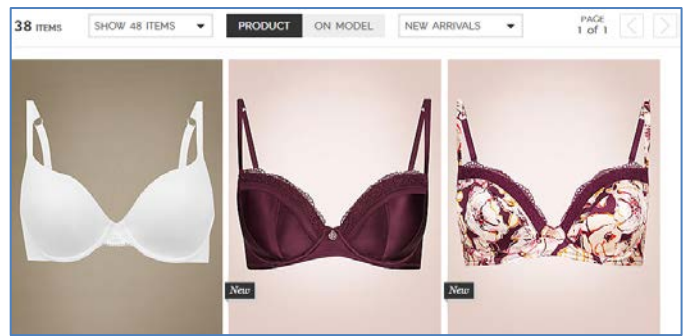 38 ITEMS SHOW 48 ITEMS PRODUCT ON MODEL NEW ARRIVALS PAGE
1 of 1
New New